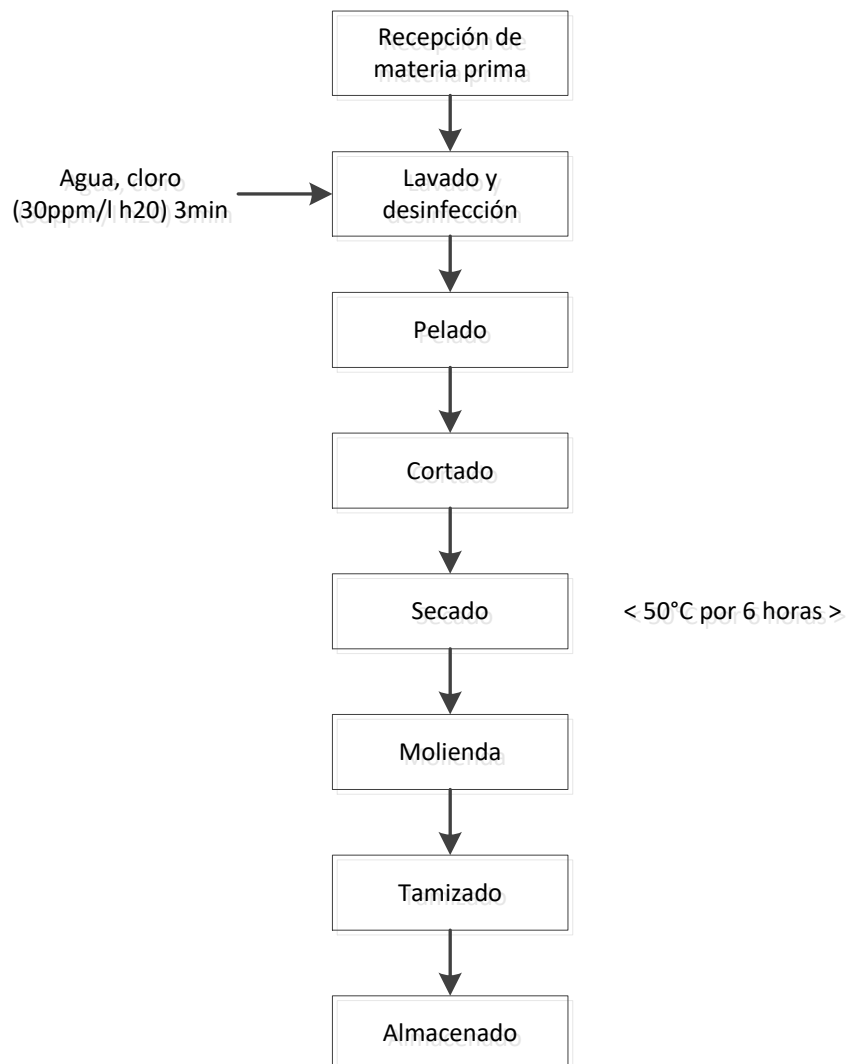 Recepción de
materia prima
Agua, cloro
(30ppm/l h20) 3min
Lavado y
desinfección
Pelado
Cortado
Secado
< 50°C por 6 horas >
Molienda
Tamizado
Almacenado